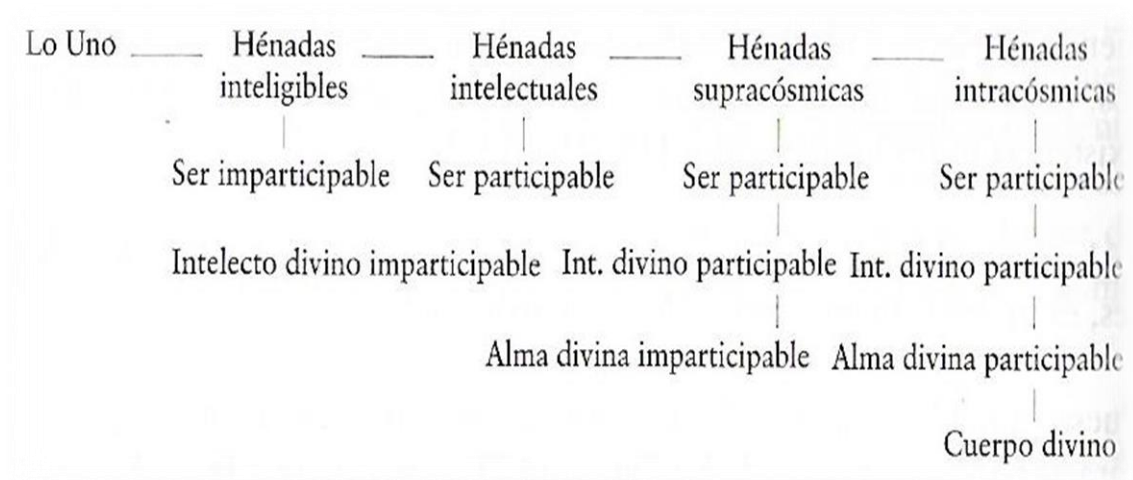 Lo Uno Hénadas Hénadas Hénadas Hénadas
inteligibles intelectuales supracósmicas intracósmicas
Ser imparticipable Ser participable Ser participable Ser participable
Intelecto divino imparticipable Int. divino participable Int. divino participable
Alma divina imparticipable Alma divina participable
Cuerpo divino